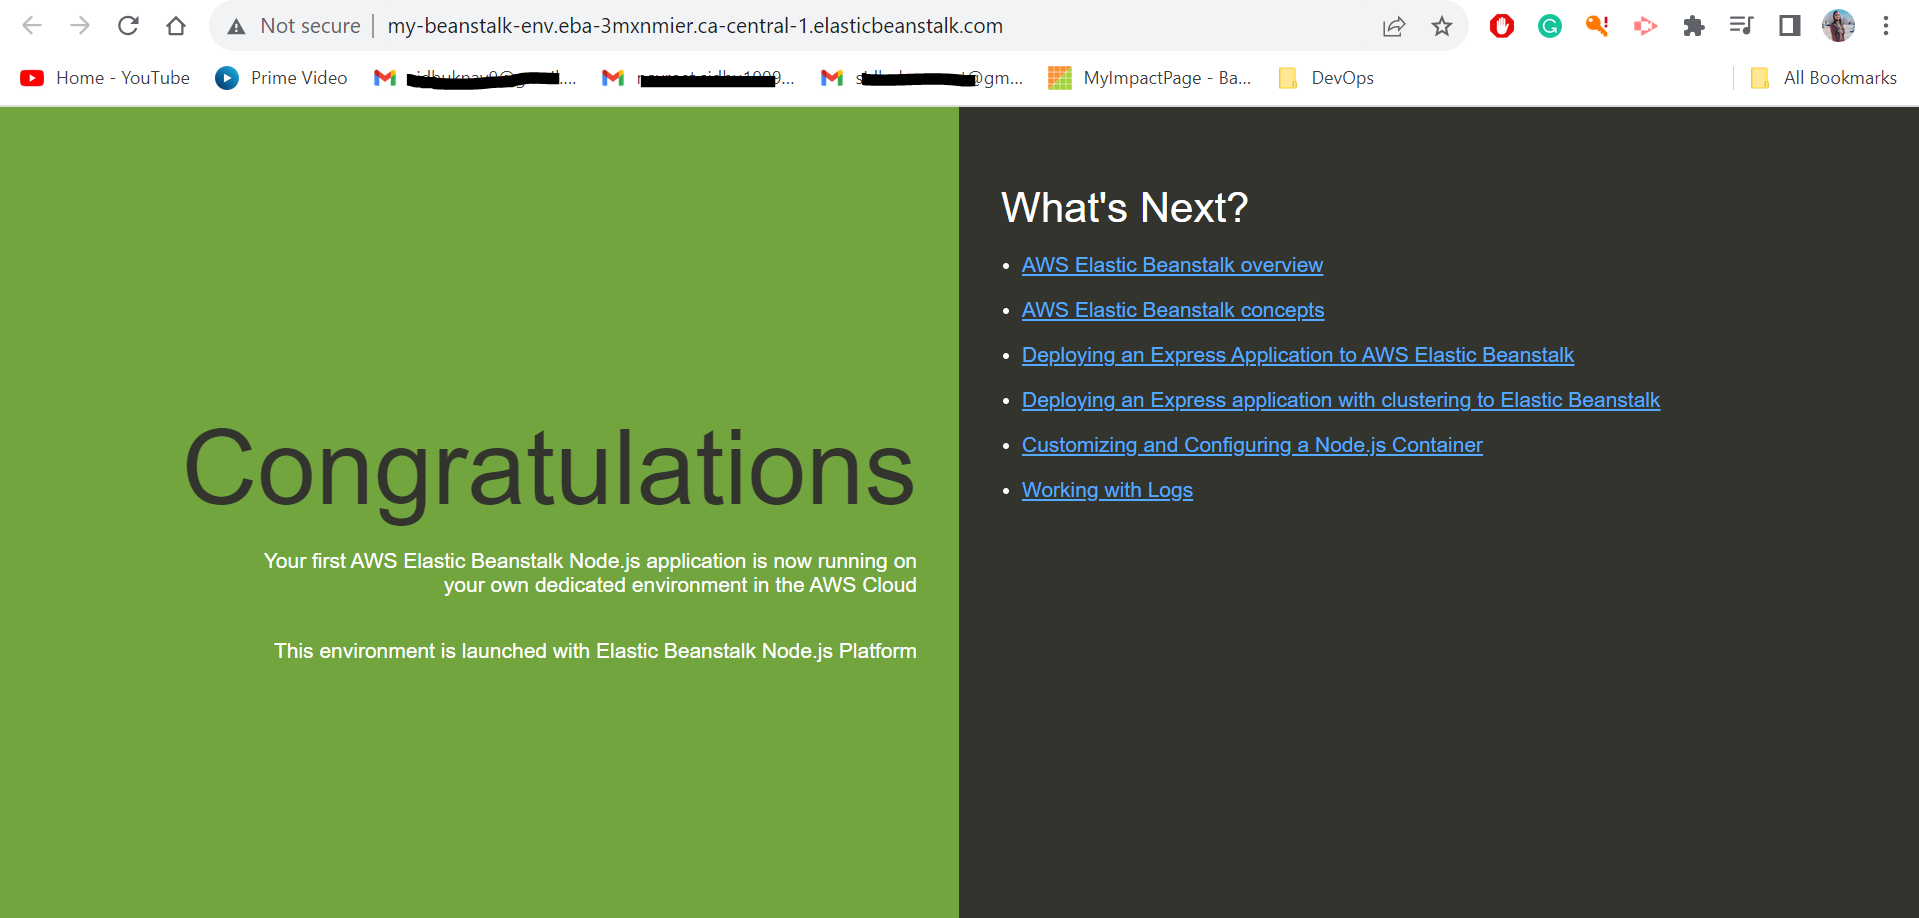 Not secure | my-beanstalk-env.eba-3mxnmier.ca-central-1.elasticbeanstalk.com
Home - YouTube Prime Video @gm... MyImpactPage - Ba... DevOps All Bookmarks
Congratulations
Your first AWS Elastic Beanstalk Node.js application is now running on
your own dedicated environment in the AWS Cloud
This environment is launched with Elastic Beanstalk Node.js Platform
What's Next?
• AWS Elastic Beanstalk overview
• AWS Elastic Beanstalk concepts
• Deploying an Express Application to AWS Elastic Beanstalk
• Deploying an Express application with clustering to Elastic Beanstalk
• Customizing and Configuring a Node.js Container
• Working with Logs